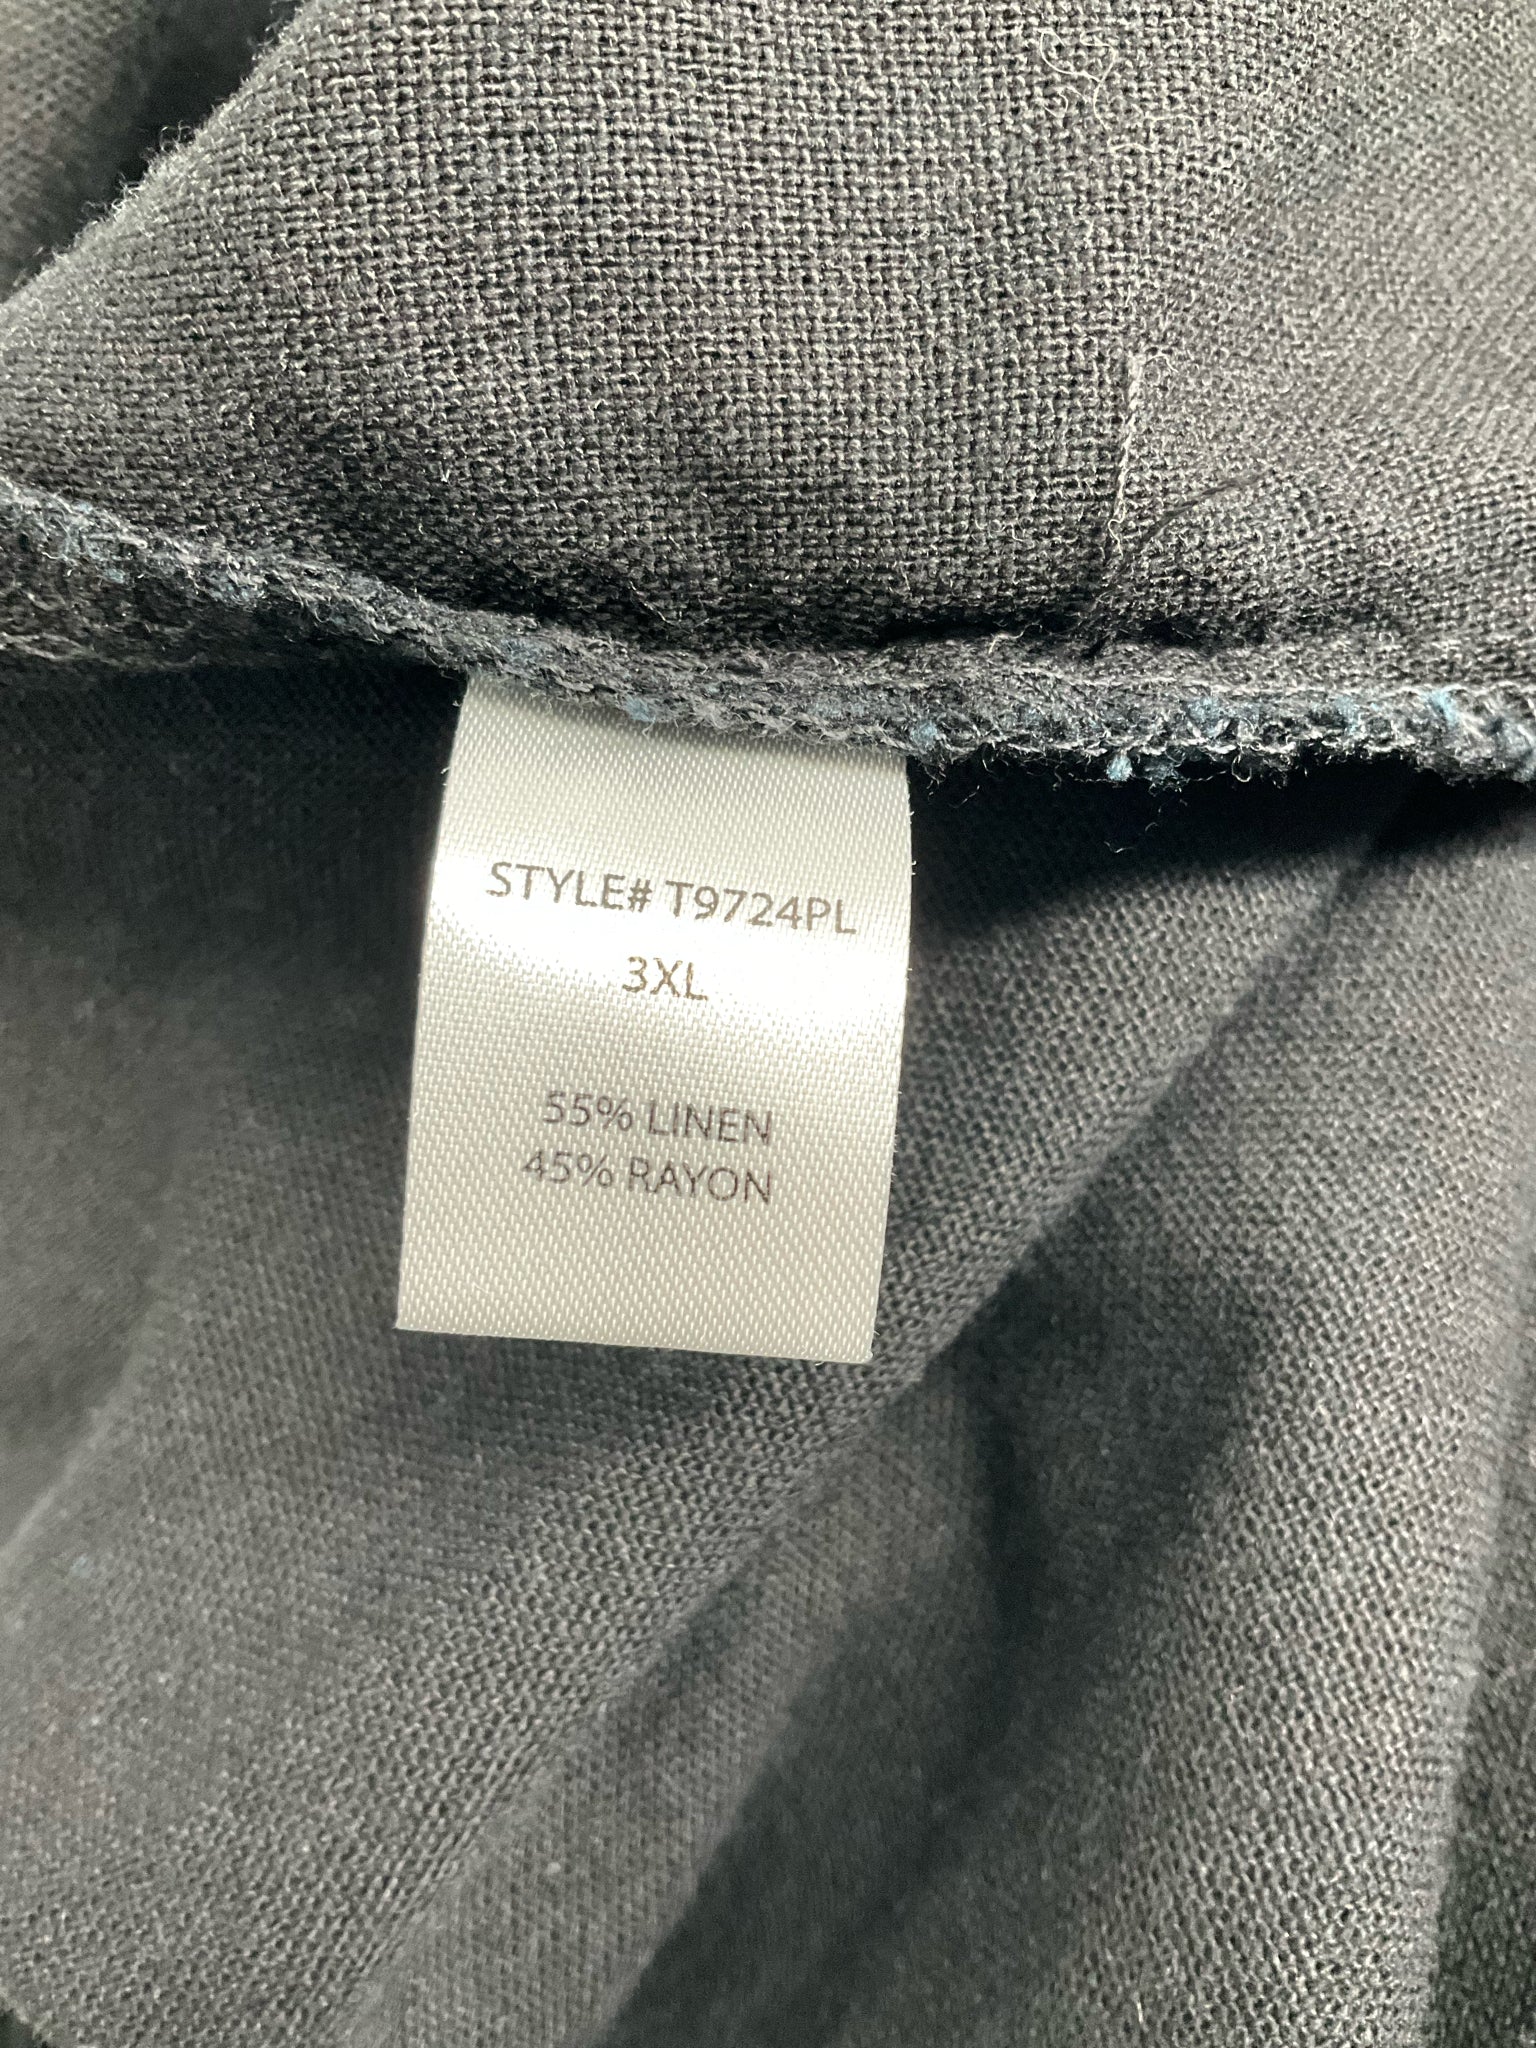 STYLE# T9724PL
3XL
55% LINEN
45% RAYON